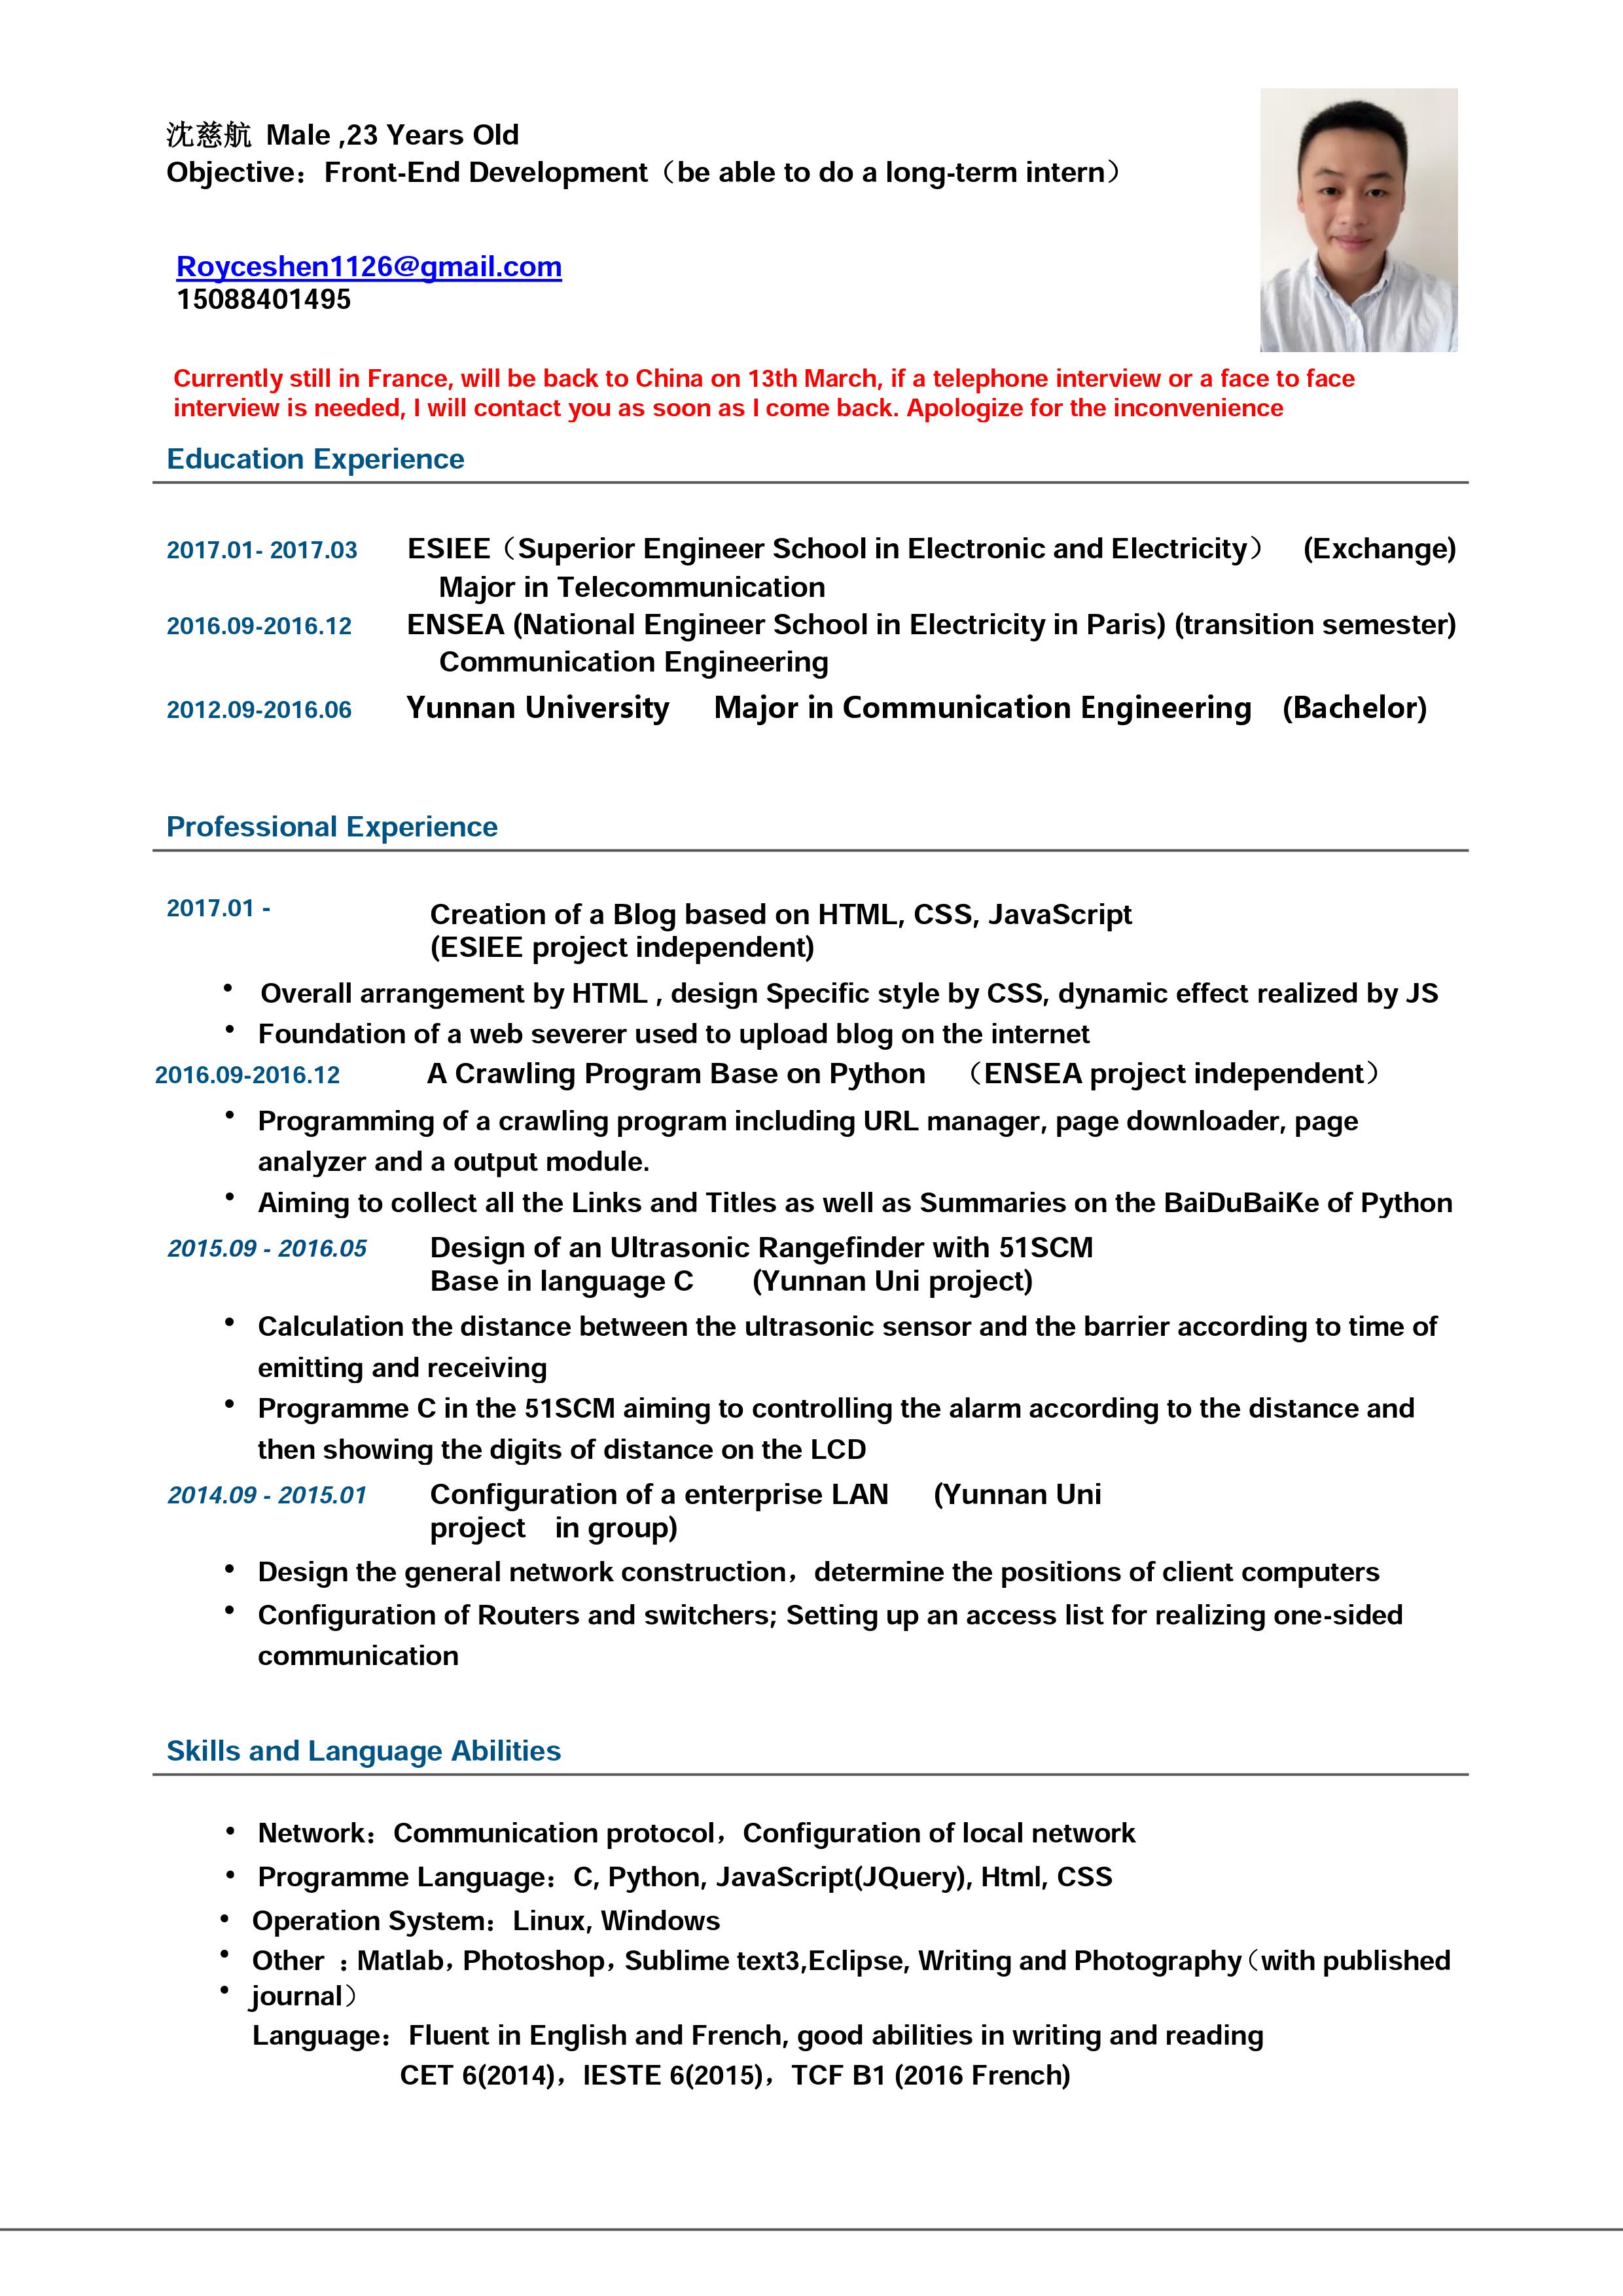 沈慈航 Male ,23 Years Old
Objective：Front-End Development（be able to do a long-term intern）
Royceshen1126@gmail.com
15088401495
Currently still in France, will be back to China on 13th March, if a telephone interview or a face to face
interview is needed, I will contact you as soon as I come back. Apologize for the inconvenience
Education Experience
2017.01- 2017.03 ESIEE（Superior Engineer School in Electronic and Electricity） (Exchange)
Major in Telecommunication
2016.09-2016.12 ENSEA (National Engineer School in Electricity in Paris) (transition semester)
Communication Engineering
2012.09-2016.06 Yunnan University Major in Communication Engineering (Bachelor)
Professional Experience
2017.01 - Creation of a Blog based on HTML, CSS, JavaScript
(ESIEE project independent)
• Overall arrangement by HTML , design Specific style by CSS, dynamic effect realized by JS
• Foundation of a web severer used to upload blog on the internet
2016.09-2016.12 A Crawling Program Base on Python （ENSEA project independent）
• Programming of a crawling program including URL manager, page downloader, page
analyzer and a output module.
• Aiming to collect all the Links and Titles as well as Summaries on the BaiDuBaiKe of Python
2015.09 - 2016.05 Design of an Ultrasonic Rangefinder with 51SCM
Base in language C (Yunnan Uni project)
• Calculation the distance between the ultrasonic sensor and the barrier according to time of
emitting and receiving
• Programme C in the 51SCM aiming to controlling the alarm according to the distance and
then showing the digits of distance on the LCD
2014.09 - 2015.01 Configuration of a enterprise LAN (Yunnan Uni
project in group)
• Design the general network construction，determine the positions of client computers
• Configuration of Routers and switchers; Setting up an access list for realizing one-sided
communication
Skills and Language Abilities
• Network：Communication protocol，Configuration of local network
• Programme Language：C, Python, JavaScript(JQuery), Html, CSS
• Operation System：Linux, Windows
• Other ：Matlab，Photoshop，Sublime text3,Eclipse, Writing and Photography（with published
• journal）
Language：Fluent in English and French, good abilities in writing and reading
CET 6(2014)，IESTE 6(2015)，TCF B1 (2016 French)